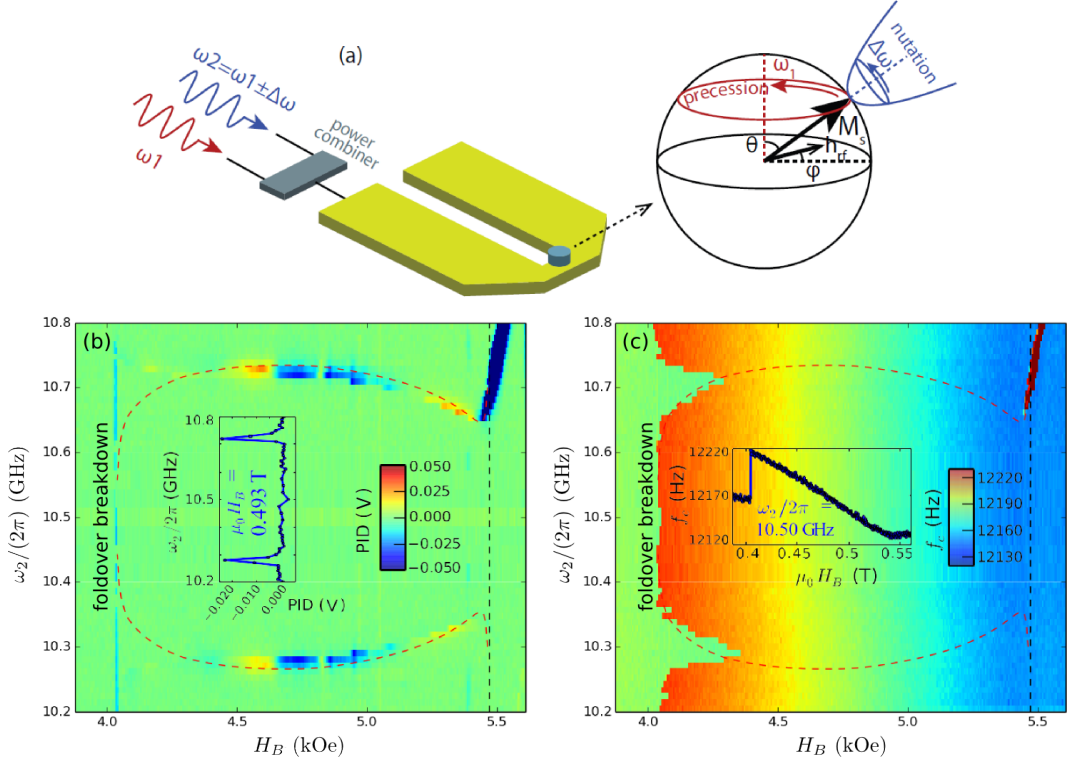 (a)
ω2=ω1±Δω
ω1
power
combiner
ω1
precession
Δω
nutation
Ms
hrf
θ
φ
(b)
10.8
10.7
10.6
10.5
10.4
10.3
10.2
ω2/(2π) (GHz)
foldover breakdown
10.8
10.5
10.2
ω2/2π (GHz)
μ0HB =
0.493 T
−0.020
−0.010
0.000
PID (V)
0.050
0.025
0.000
−0.025
−0.050
PID (V)
4.0 4.5 5.0 5.5
HB (kOe)
(c)
10.8
10.7
10.6
10.5
10.4
10.3
10.2
ω2/(2π) (GHz)
foldover breakdown
12220
12170
12120
(Hz)
ω2/2π =
10.50 GHz
0.4 0.45 0.5 0.55
μ0HB (T)
12220
12190
12160
12130
fc (Hz)
4.0 4.5 5.0 5.5
HB (kOe)